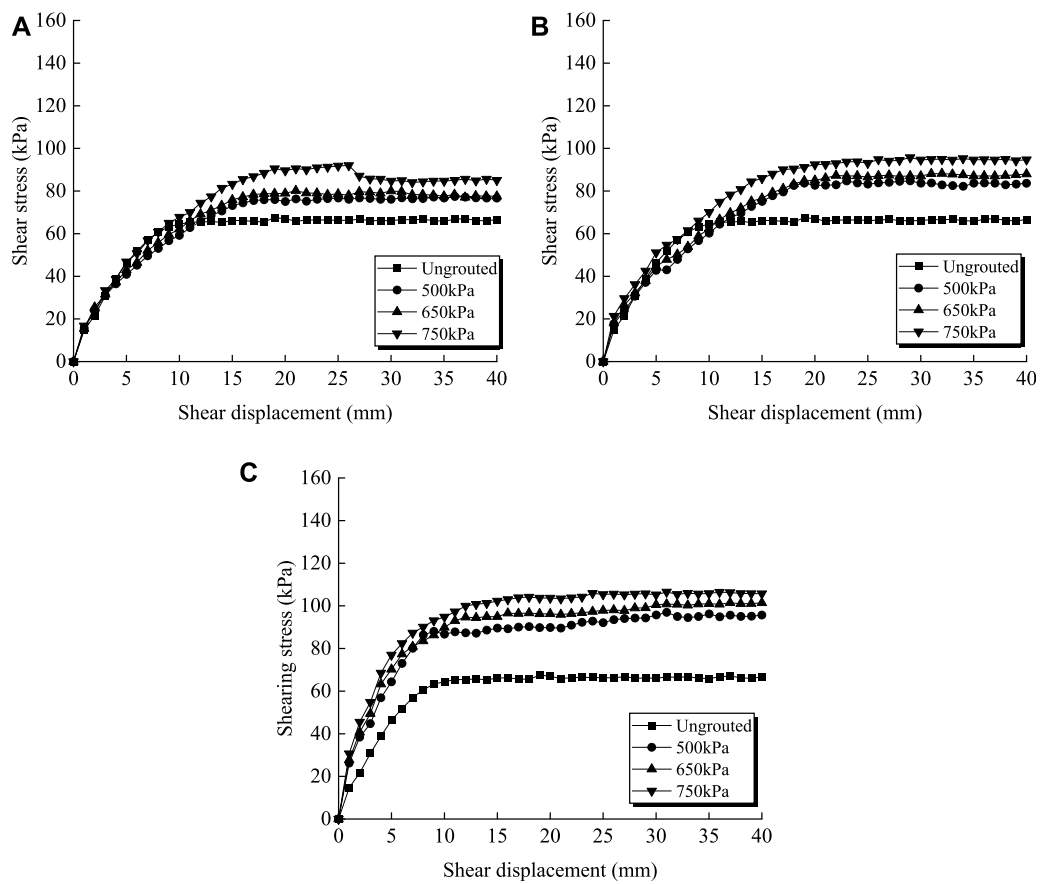 A
160
140
120
100
80
60
40
20
0
Shear stress (kPa)
Ungrouted
500kPa
650kPa
750kPa
0 5 10 15 20 25 30 35 40
Shear displacement (mm)
B
160
140
120
100
80
60
40
20
0
Shear stress (kPa)
Ungrouted
500kPa
650kPa
750kPa
0 5 10 15 20 25 30 35 40
Shear displacement (mm)
C
160
140
120
100
80
60
40
20
0
Shearing stress (kPa)
Ungrouted
500kPa
650kPa
750kPa
0 5 10 15 20 25 30 35 40
Shear displacement (mm)